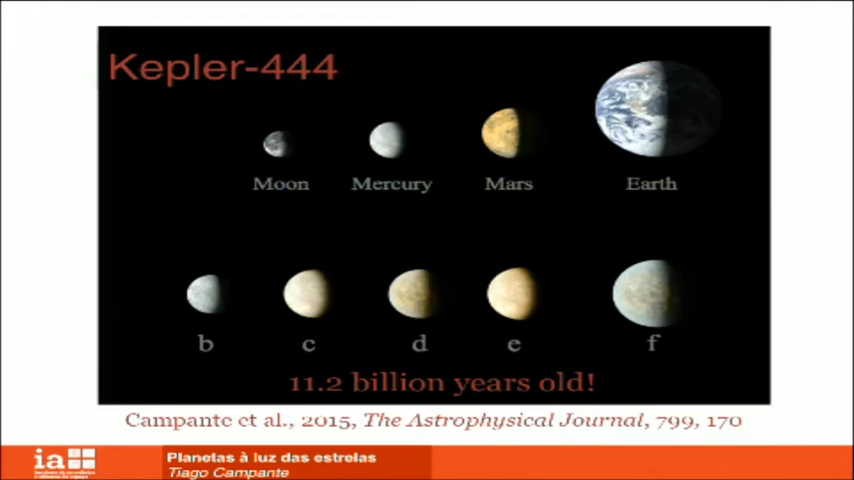 Kepler-444
Moon Mercury Mars Earth
b c d e f
11.2 billion years old!
Campante et al., 2015, The Astrophysical Journal, 799, 170
ia
Planetas à luz das estrelas
Tiago Campante